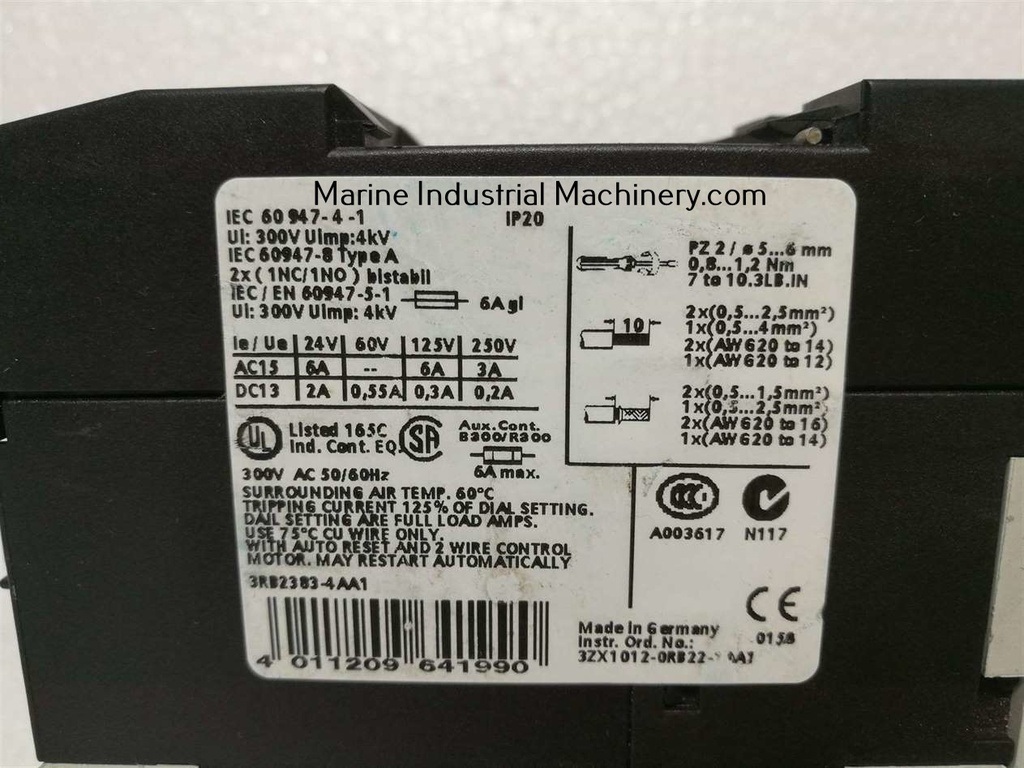 Marine Industrial Machinery.com
IEC 60 947-4-1 IP20
UI: 300V Uimp:4kV
IEC 60947-8 Type A
2x ( 1NC/1NO ) bistabil
IEC / EN 60947-5-1 6A gl
UI: 300V Uimp: 4kV
Ie / Ue 24V 60V 125V 250V
AC15 6A -- 6A 3A
DC13 2A 0,55A 0,3A 0,2A
UL Listed 165C SA Aux.Cont.
Ind. Cont. EQ. B300/R300
6A max.
300V AC 50/60Hz
SURROUNDING AIR TEMP. 60°C
TRIPPING CURRENT 125% OF DIAL SETTING.
DAIL SETTING ARE FULL LOAD AMPS.
USE 75°C CU WIRE ONLY.
WITH AUTO RESET AND 2 WIRE CONTROL
MOTOR. MAY RESTART AUTOMATICALLY
3RB2383-4AA1
4 011209 641990
PZ 2 / ø 5...6 mm
0,8...1,2 Nm
7 to 10.3LB.IN
10
2x(0,5...2,5mm²)
1x(0,5...4mm²)
2x(AWG20 to 14)
1x(AWG20 to 12)
2x(0,5...1,5mm²)
1x(0,5...2,5mm²)
2x(AWG20 to 16)
1x(AWG20 to 14)
CCC
A003617 N117
CE
0158
Made in Germany
Instr. Ord. No.: